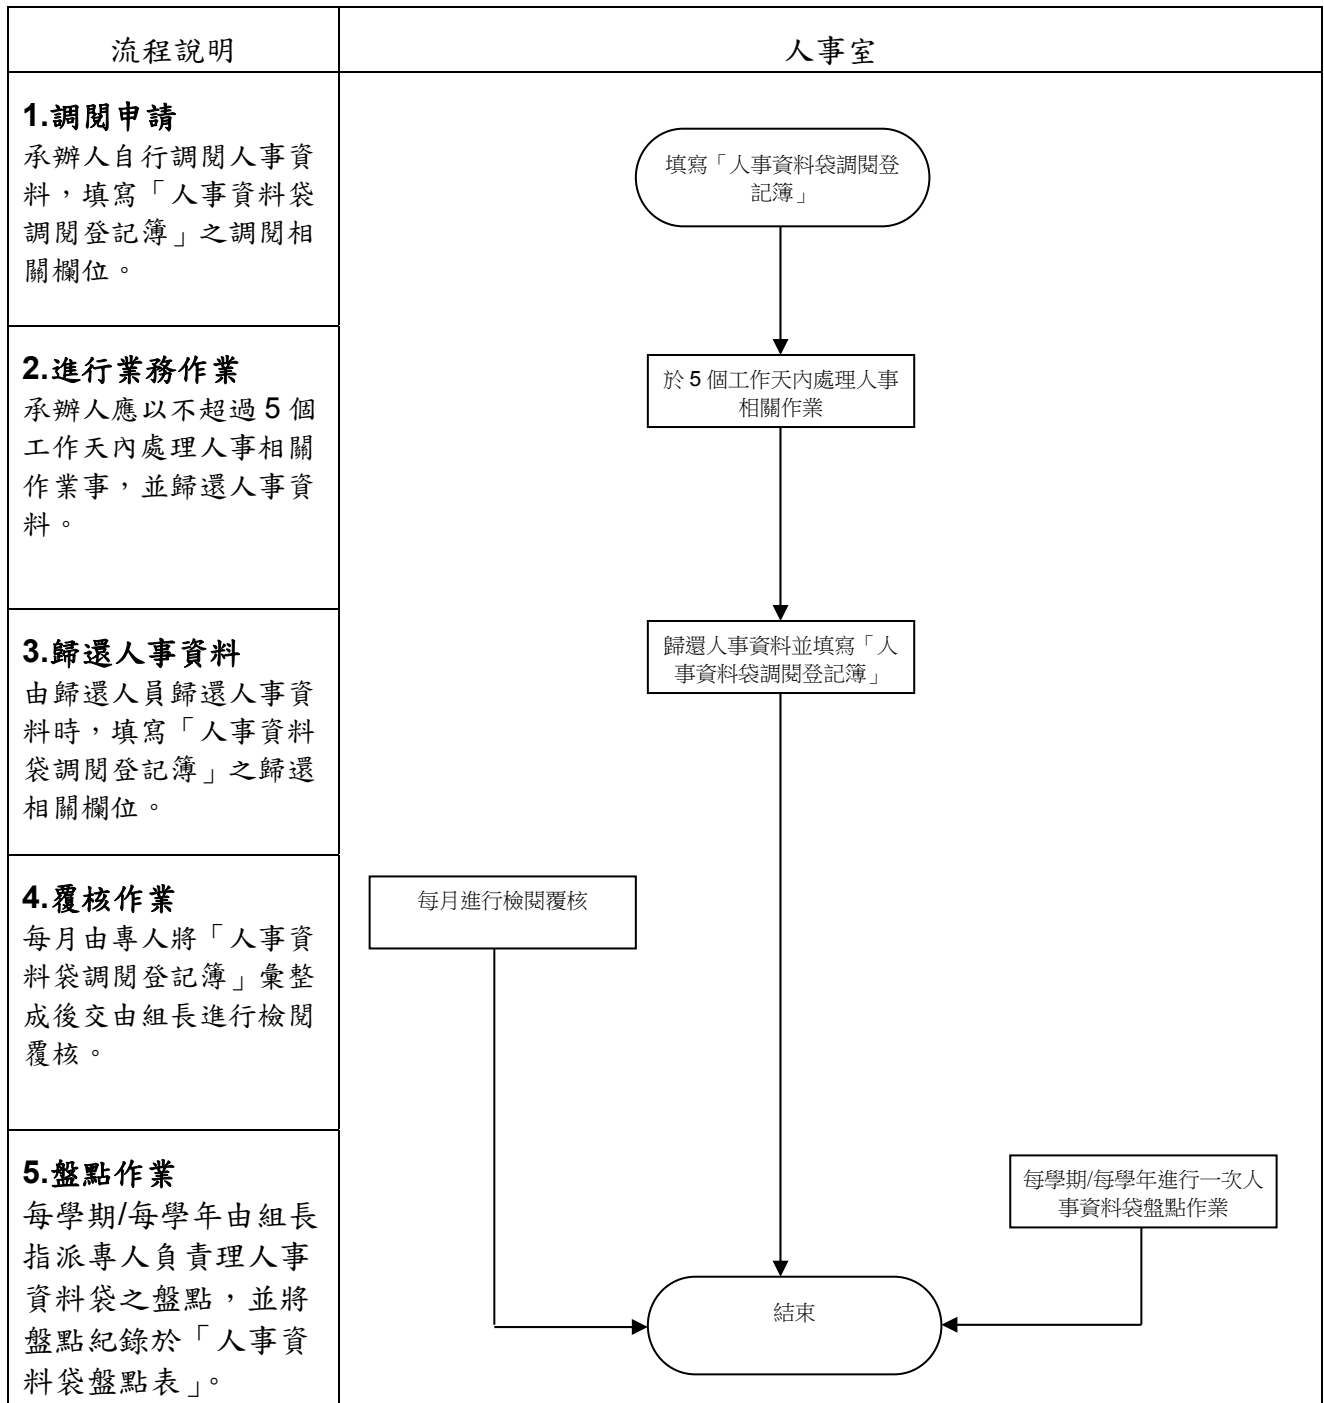 流程說明
人事室
1.調閱申請
承辦人自行調閱人事資
料，填寫「人事資料袋
調閱登記簿」之調閱相
關欄位。
填寫「人事資料袋調閱登
記簿」
2.進行業務作業
承辦人應以不超過 5 個
工作天內處理人事相關
作業事，並歸還人事資
料。
於 5 個工作天內處理人事
相關作業
3.歸還人事資料
由歸還人員歸還人事資
料時，填寫「人事資料
袋調閱登記簿」之歸還
相關欄位。
歸還人事資料並填寫「人
事資料袋調閱登記簿」
4.覆核作業
每月由專人將「人事資
料袋調閱登記簿」彙整
成後交由組長進行檢閱
覆核。
每月進行檢閱覆核
5.盤點作業
每學期/每學年由組長
指派專人負責理人事
資料袋之盤點，並將
盤點紀錄於「人事資
料袋盤點表」。
每學期/每學年進行一次人
事資料袋盤點作業
結束